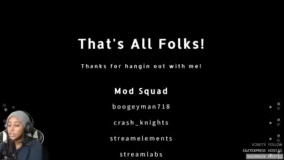 That's All Folks!
Thanks for hangin out with me!
Mod Squad
boogeyman718
crash_knights
streamelements
streamlabs